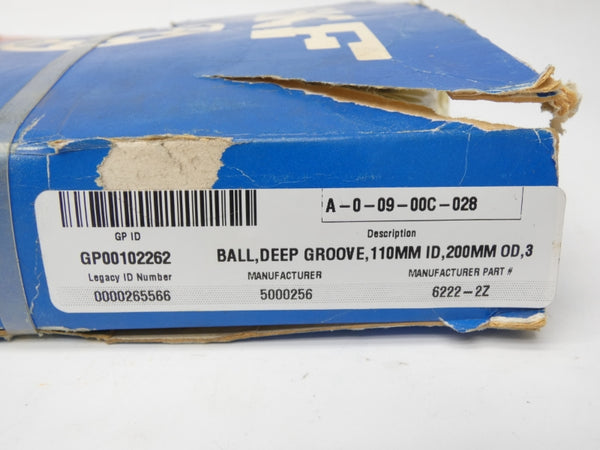 SKF
A-0-09-00C-028
GP ID
Description
GP00102262
BALL,DEEP GROOVE,110MM ID,200MM OD,3
Legacy ID Number
MANUFACTURER
MANUFACTURER PART #
0000265566
5000256
6222-2Z